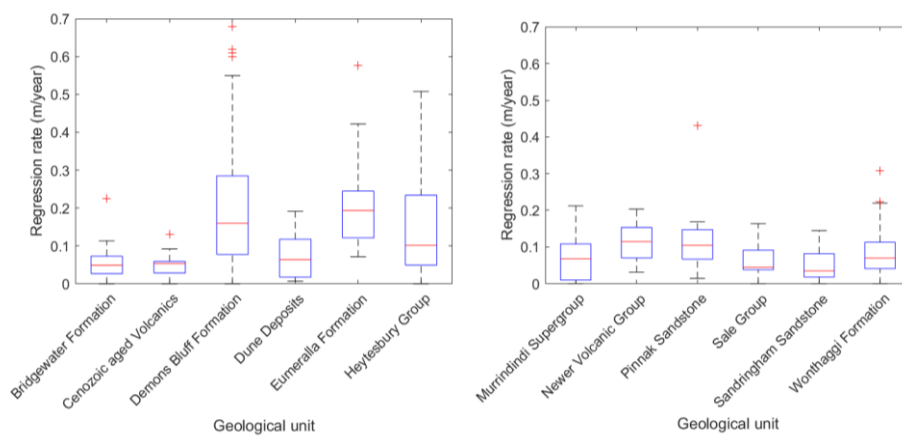 0.7
0.6
0.5
0.4
0.3
0.2
0.1
0
Regression rate (m/year)
Bridgewater Formation
Cenozoic aged Volcanics
Demons Bluff Formation
Dune Deposits
Eumeralla Formation
Heytesbury Group
Geological unit
0.7
0.6
0.5
0.4
0.3
0.2
0.1
0
Regression rate (m/year)
Murrindindi Supergroup
Newer Volcanic Group
Pinnak Sandstone
Sale Group
Sandringham Sandstone
Wonthaggi Formation
Geological unit